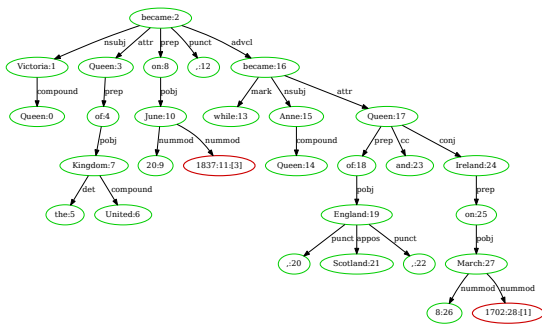 became:2
nsubj attr prep punct advcl
Victoria:1 Queen:3 on:8 ,:12 became:16
compound prep pobj mark nsubj attr
Queen:0 of:4 June:10 while:13 Anne:15 Queen:17
pobj nummod nummod compound prep cc conj
Kingdom:7 20:9 1837:11:[3] Queen:14 of:18 and:23 Ireland:24
det compound pobj prep
the:5 United:6 England:19 on:25
punct appos punct pobj
,:20 Scotland:21 ,:22 March:27
nummod nummod
8:26 1702:28:[1]